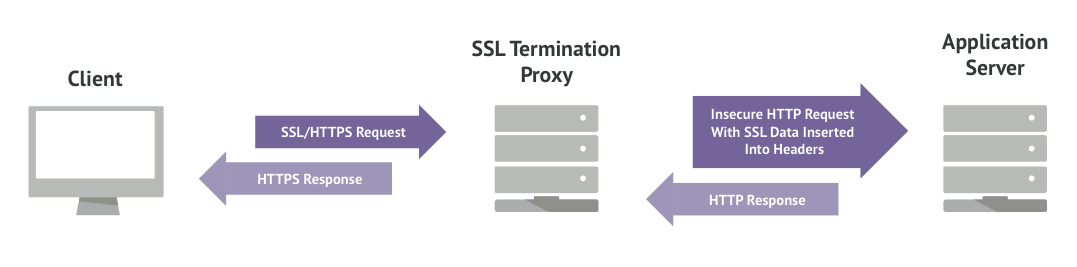 Client
SSL Termination
Proxy
Application
Server
SSL/HTTPS Request
HTTPS Response
Insecure HTTP Request
With SSL Data Inserted
Into Headers
HTTP Response